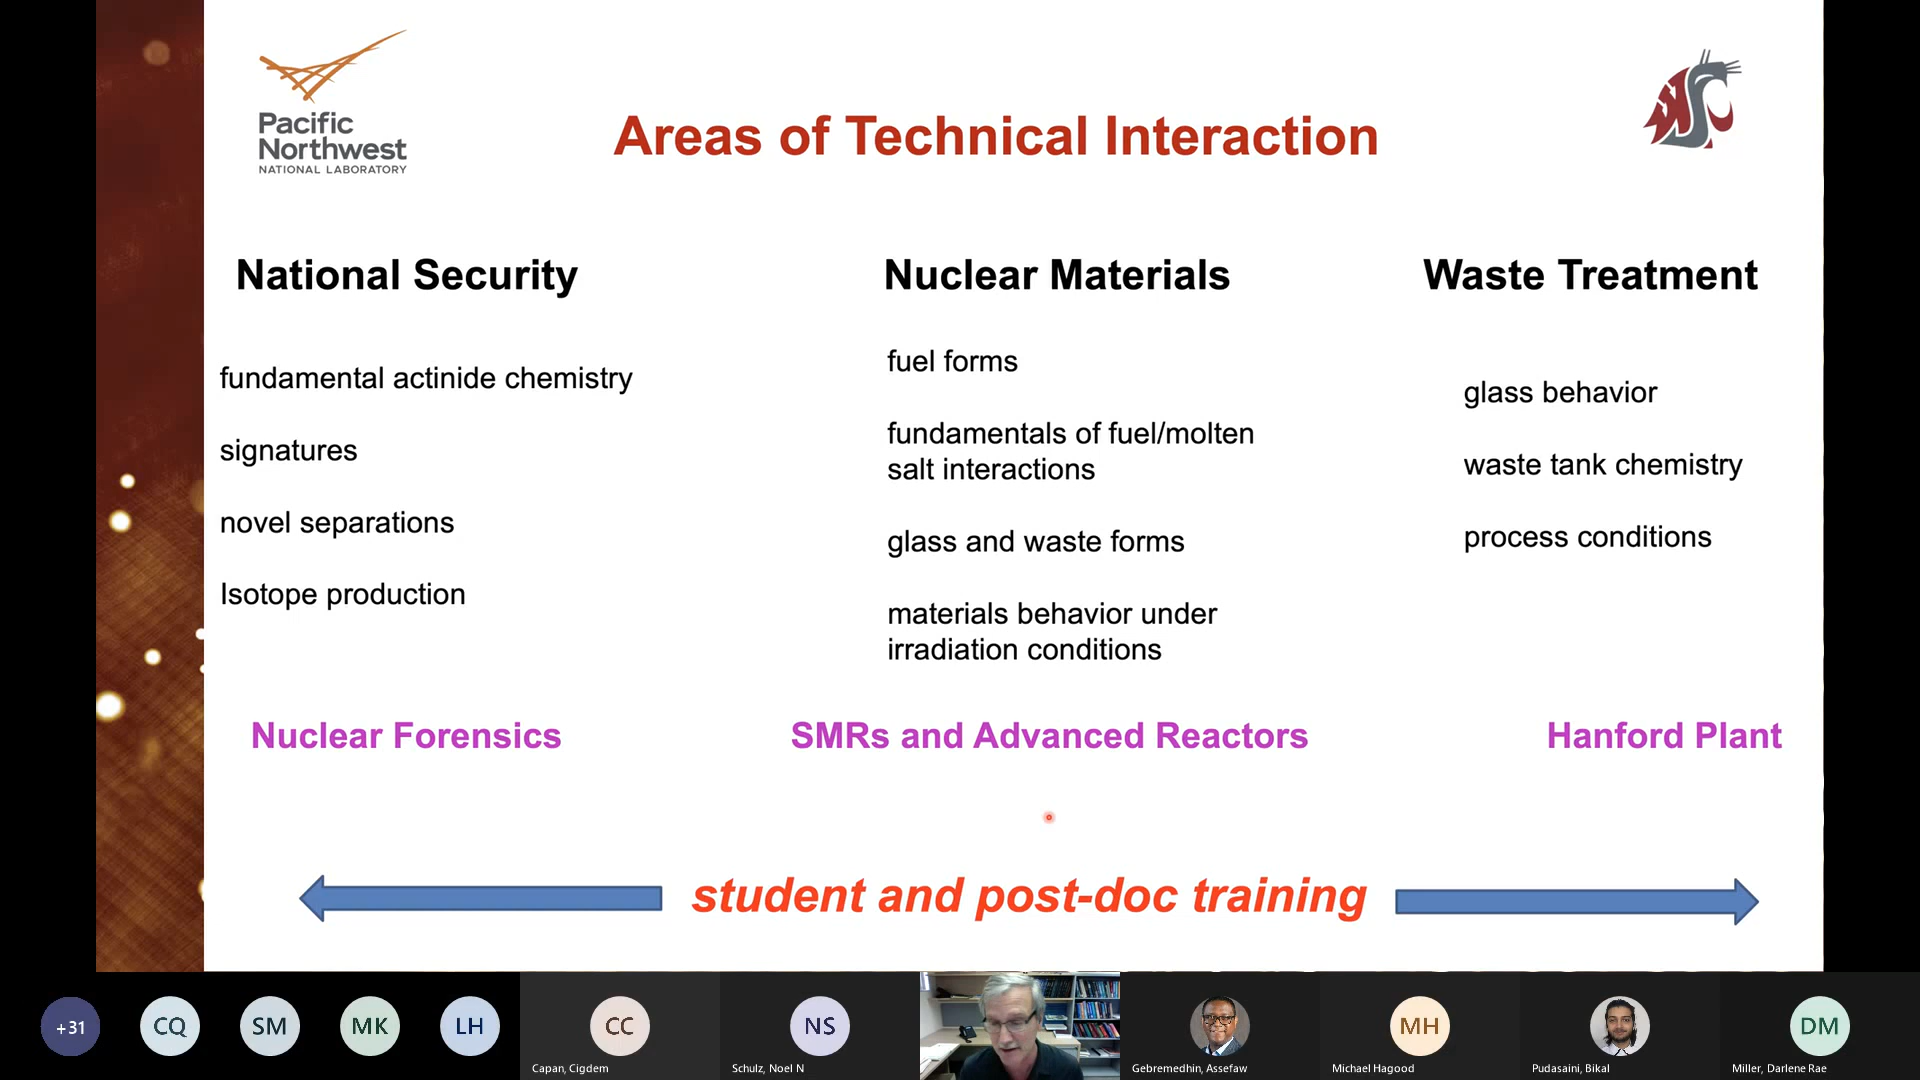 Pacific
Northwest
NATIONAL LABORATORY
Areas of Technical Interaction
National Security
fundamental actinide chemistry
signatures
novel separations
Isotope production
Nuclear Forensics
Nuclear Materials
fuel forms
fundamentals of fuel/molten
salt interactions
glass and waste forms
materials behavior under
irradiation conditions
SMRs and Advanced Reactors
Waste Treatment
glass behavior
waste tank chemistry
process conditions
Hanford Plant
student and post-doc training
+31
CQ
SM
MK
LH
CC
Capan, Cigdem
NS
Schulz, Noel N
Gebremedhin, Assefaw
MH
Michael Hagood
Pudasaini, Bikal
DM
Miller, Darlene Rae